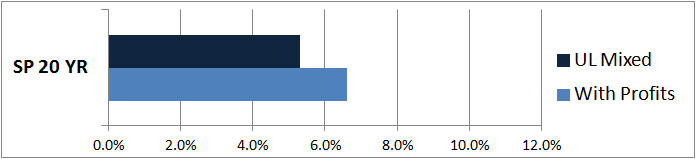 SP 20 YR
UL Mixed
With Profits
0.0% 2.0% 4.0% 6.0% 8.0% 10.0% 12.0%